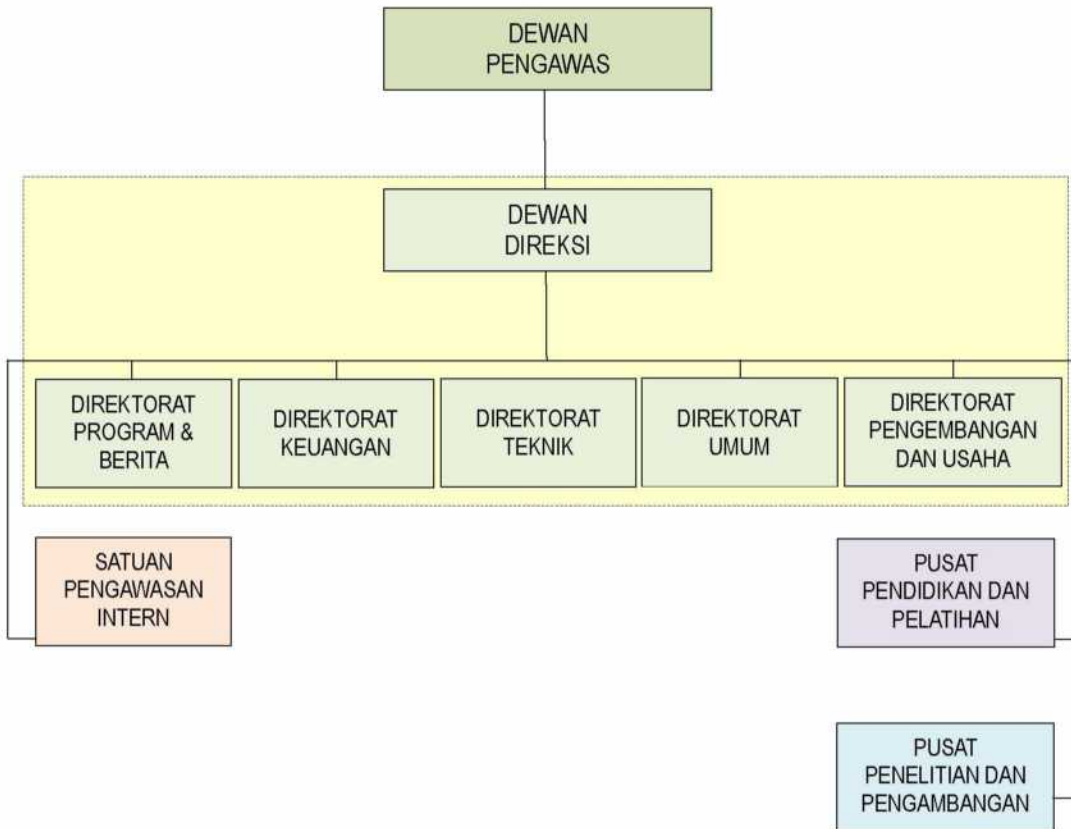 DEWAN
PENGAWAS
DEWAN
DIREKSI
DIREKTORAT
PROGRAM &
BERITA
DIREKTORAT
KEUANGAN
DIREKTORAT
TEKNIK
DIREKTORAT
UMUM
DIREKTORAT
PENGEMBANGAN
DAN USAHA
SATUAN
PENGAWASAN
INTERN
PUSAT
PENDIDIKAN DAN
PELATIHAN
PUSAT
PENELITIAN DAN
PENGAMBANGAN